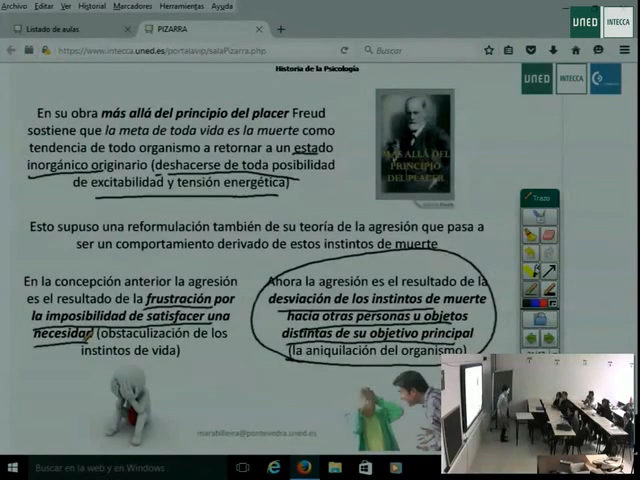 Archivo Editar Ver Historial Marcadores Herramientas Ayuda
Listado de aulas
PIZARRA
UNED
INTECCA
https://www.intecca.uned.es/portalavip/salaPizarra.php
Buscar
Historia de la Psicología
UNED
INTECCA
En su obra más allá del principio del placer Freud
sostiene que la meta de toda vida es la muerte como
tendencia de todo organismo a retornar a un estado
inorgánico originario (deshacerse de toda posibilidad
de excitabilidad y tensión energética)
MÁS ALLÁ DEL
PRINCIPIO
DEL PLACER
Trazo
Esto supuso una reformulación también de su teoría de la agresión que pasa a
ser un comportamiento derivado de estos instintos de muerte
En la concepción anterior la agresión
es el resultado de la frustración por
la imposibilidad de satisfacer una
necesidad (obstaculización de los
instintos de vida)
Ahora la agresión es el resultado de la
desviación de los instintos de muerte
hacia otras personas u objetos
distintas de su objetivo principal
(la aniquilación del organismo)
marabilleira@pontevedra.uned.es
Buscar en la web y en Windows